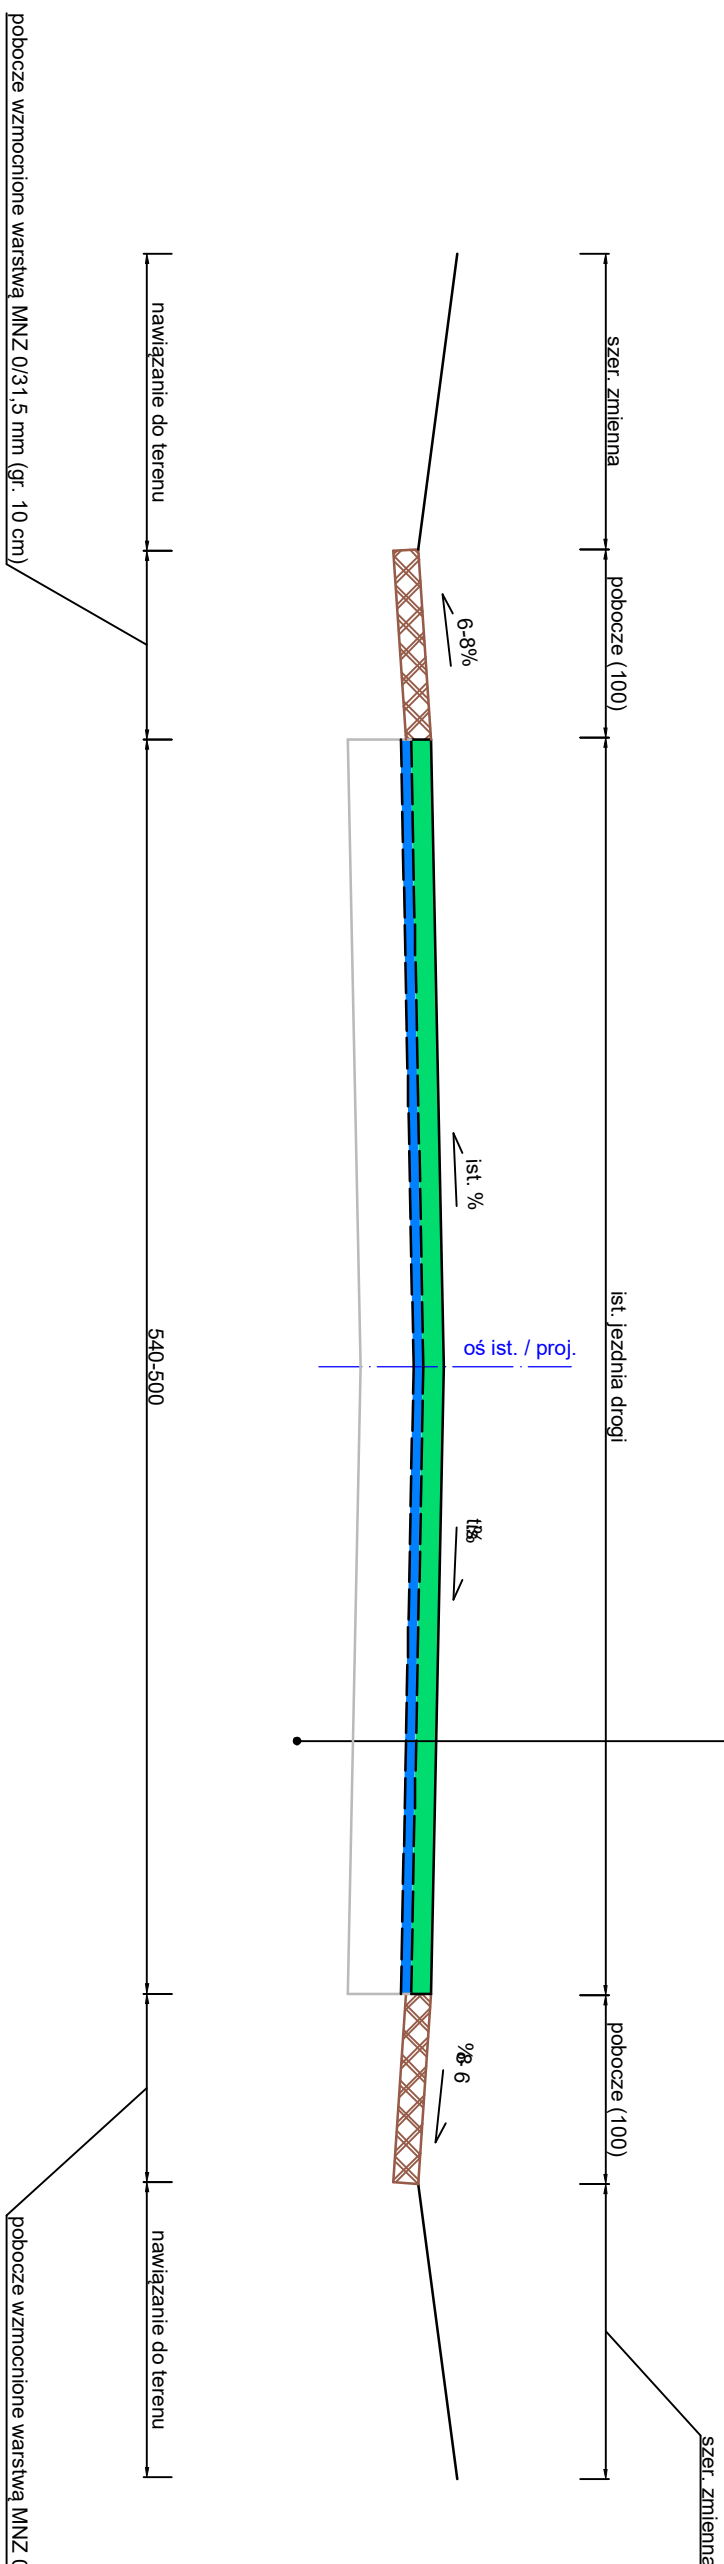 szer. zmienna
pobocze (100)
ist. jezdnia drogi
pobocze (100)
szer. zmienna
6-8%
ist. %
oś ist. / proj.
nawiązanie do terenu
540-500
nawiązanie do terenu
pobocze wzmocnione warstwą MNZ 0/31,5 mm (gr. 10 cm)
pobocze wzmocnione warstwą MNZ